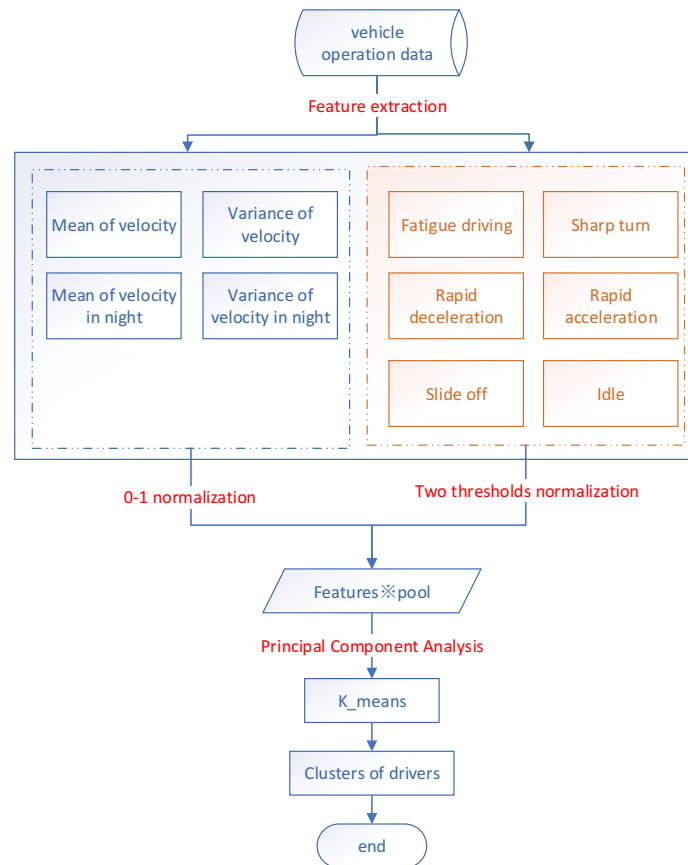 vehicle
operation data
Feature extraction
Mean of velocity
Variance of
velocity
Mean of velocity
in night
Variance of
velocity in night
Fatigue driving
Sharp turn
Rapid
deceleration
Rapid
acceleration
Slide off
Idle
0-1 normalization
Two thresholds normalization
Features※pool
Principal Component Analysis
K_means
Clusters of drivers
end